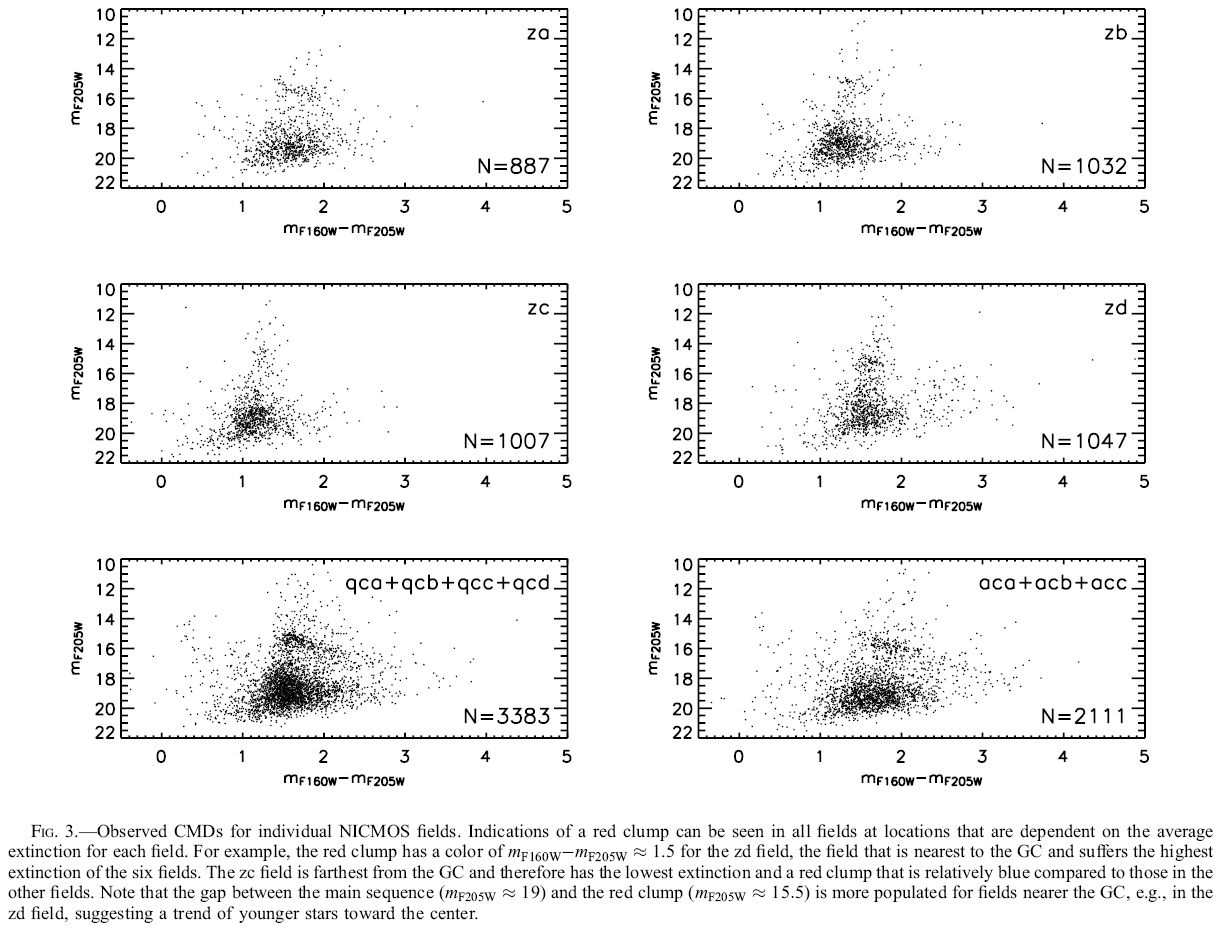 za
N=887
10
12
14
16
18
20
22
0 1 2 3 4 5
mF205W
mF160W−mF205W
zb
N=1032
10
12
14
16
18
20
22
0 1 2 3 4 5
mF205W
mF160W−mF205W
zc
N=1007
10
12
14
16
18
20
22
0 1 2 3 4 5
mF205W
mF160W−mF205W
zd
N=1047
10
12
14
16
18
20
22
0 1 2 3 4 5
mF205W
mF160W−mF205W
qca+qcb+qcc+qcd
N=3383
10
12
14
16
18
20
22
0 1 2 3 4 5
mF205W
mF160W−mF205W
aca+acb+acc
N=2111
10
12
14
16
18
20
22
0 1 2 3 4 5
mF205W
mF160W−mF205W
Fig. 3.—Observed CMDs for individual NICMOS fields. Indications of a red clump can be seen in all fields at locations that are dependent on the average
extinction for each field. For example, the red clump has a color of mF160W−mF205W ≈ 1.5 for the zd field, the field that is nearest to the GC and suffers the highest
extinction of the six fields. The zc field is farthest from the GC and therefore has the lowest extinction and a red clump that is relatively blue compared to those in the
other fields. Note that the gap between the main sequence (mF205W ≈ 19) and the red clump (mF205W ≈ 15.5) is more populated for fields nearer the GC, e.g., in the
zd field, suggesting a trend of younger stars toward the center.